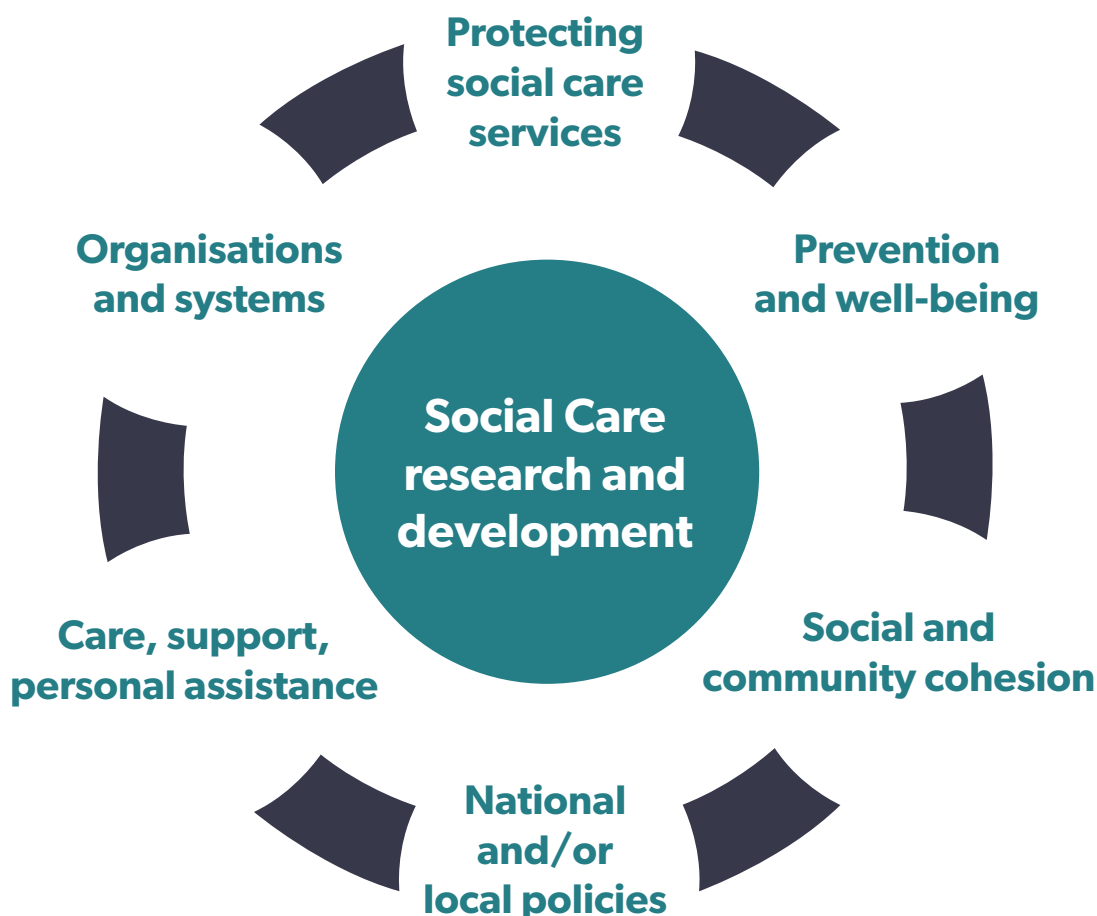 Protecting
social care
services
Organisations
and systems
Prevention
and well-being
Social Care
research and
development
Care, support,
personal assistance
Social and
community cohesion
National
and/or
local policies